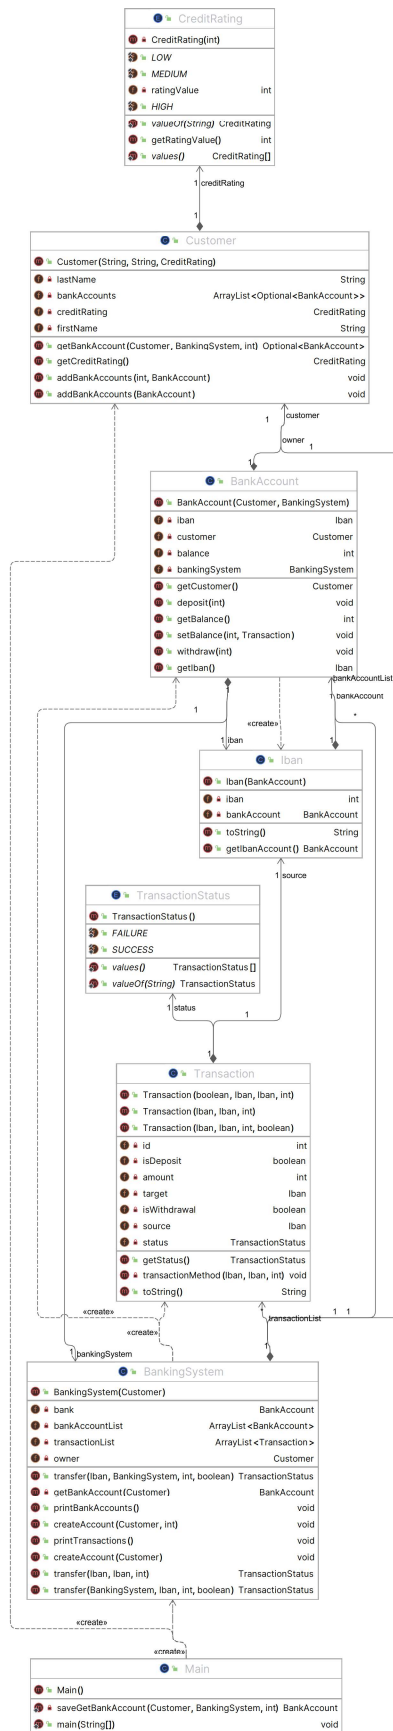 CreditRating
CreditRating(int)
LOW
MEDIUM
ratingValue int
HIGH
valueOf(String) CreditRating
getRatingValue() int
values() CreditRating[]
1 creditRating
1
Customer
Customer(String, String, CreditRating)
lastName String
bankAccounts ArrayList<Optional<BankAccount>>
creditRating CreditRating
firstName String
getBankAccount(Customer, BankingSystem, int) Optional<BankAccount>
getCreditRating() CreditRating
addBankAccounts(int, BankAccount) void
addBankAccounts(BankAccount) void
1 customer
owner 1
1
BankAccount
BankAccount(Customer, BankingSystem)
iban Iban
customer Customer
balance int
bankingSystem BankingSystem
getCustomer() Customer
deposit(int) void
getBalance() int
setBalance(int, Transaction) void
withdraw(int) void
getIban() Iban
bankAccountList
1
1 bankAccount
1 *
«create»
1 iban 1
Iban
Iban(BankAccount)
iban int
bankAccount BankAccount
toString() String
getIbanAccount() BankAccount
1 source
TransactionStatus
TransactionStatus()
FAILURE
SUCCESS
values() TransactionStatus[]
valueOf(String) TransactionStatus
1 status 1
1
Transaction
Transaction(boolean, Iban, Iban, int)
Transaction(Iban, Iban, int)
Transaction(Iban, Iban, int, boolean)
id int
isDeposit boolean
amount int
target Iban
isWithdrawal boolean
source Iban
status TransactionStatus
getStatus() TransactionStatus
transactionMethod(Iban, Iban, int) void
toString() String
«create» * 1 1
transactionList
«create»
1 bankingSystem 1
BankingSystem
BankingSystem(Customer)
bank BankAccount
bankAccountList ArrayList<BankAccount>
transactionList ArrayList<Transaction>
owner Customer
transfer(Iban, BankingSystem, int, boolean) TransactionStatus
getBankAccount(Customer) BankAccount
printBankAccounts() void
createAccount(Customer, int) void
printTransactions() void
createAccount(Customer) void
transfer(Iban, Iban, int) TransactionStatus
transfer(BankingSystem, Iban, int, boolean) TransactionStatus
«create»
«create»
Main
Main()
saveGetBankAccount(Customer, BankingSystem, int) BankAccount
main(String[]) void